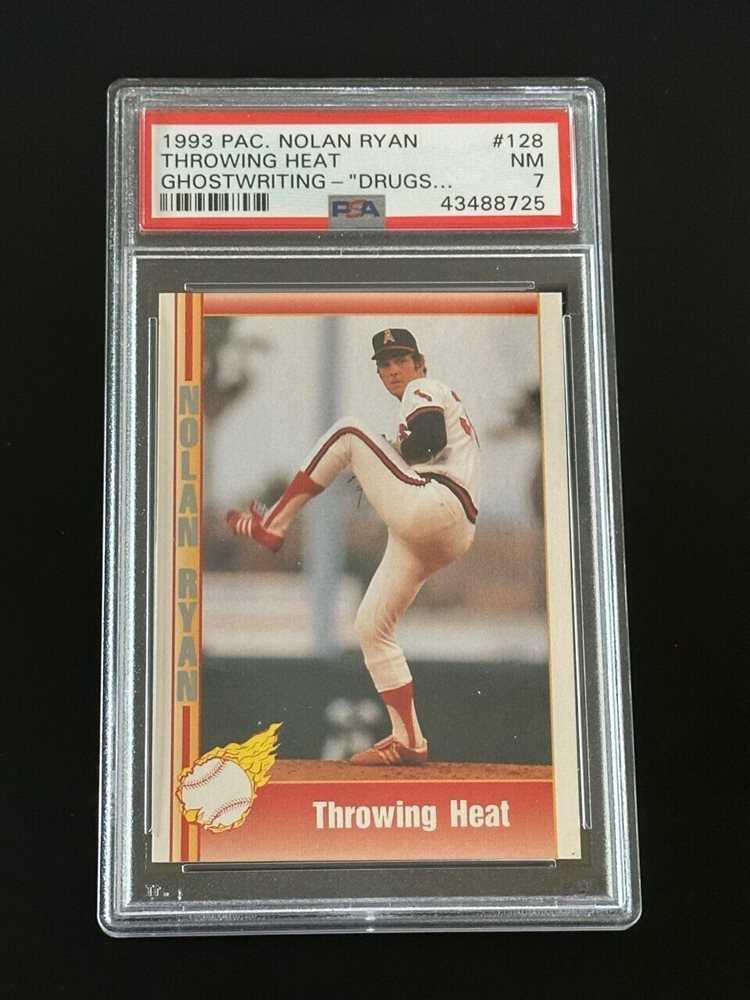 1993 PAC. NOLAN RYAN #128
THROWING HEAT NM
GHOSTWRITING – "DRUGS... 7
PSA 43488725
A
NOLAN RYAN
Throwing Heat